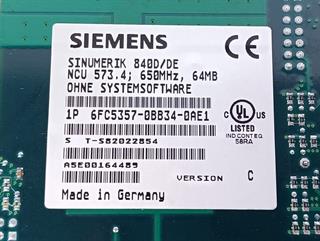 SIEMENS
CE
SINUMERIK 840D/DE
NCU 573.4; 650MHz, 64MB
OHNE SYSTEMSOFTWARE
1P 6FC5357-0BB34-0AE1
S T-S82022854
A5E00164489
VERSION C
Made in Germany
C UL US
LISTED
IND CONT EQ
58RA